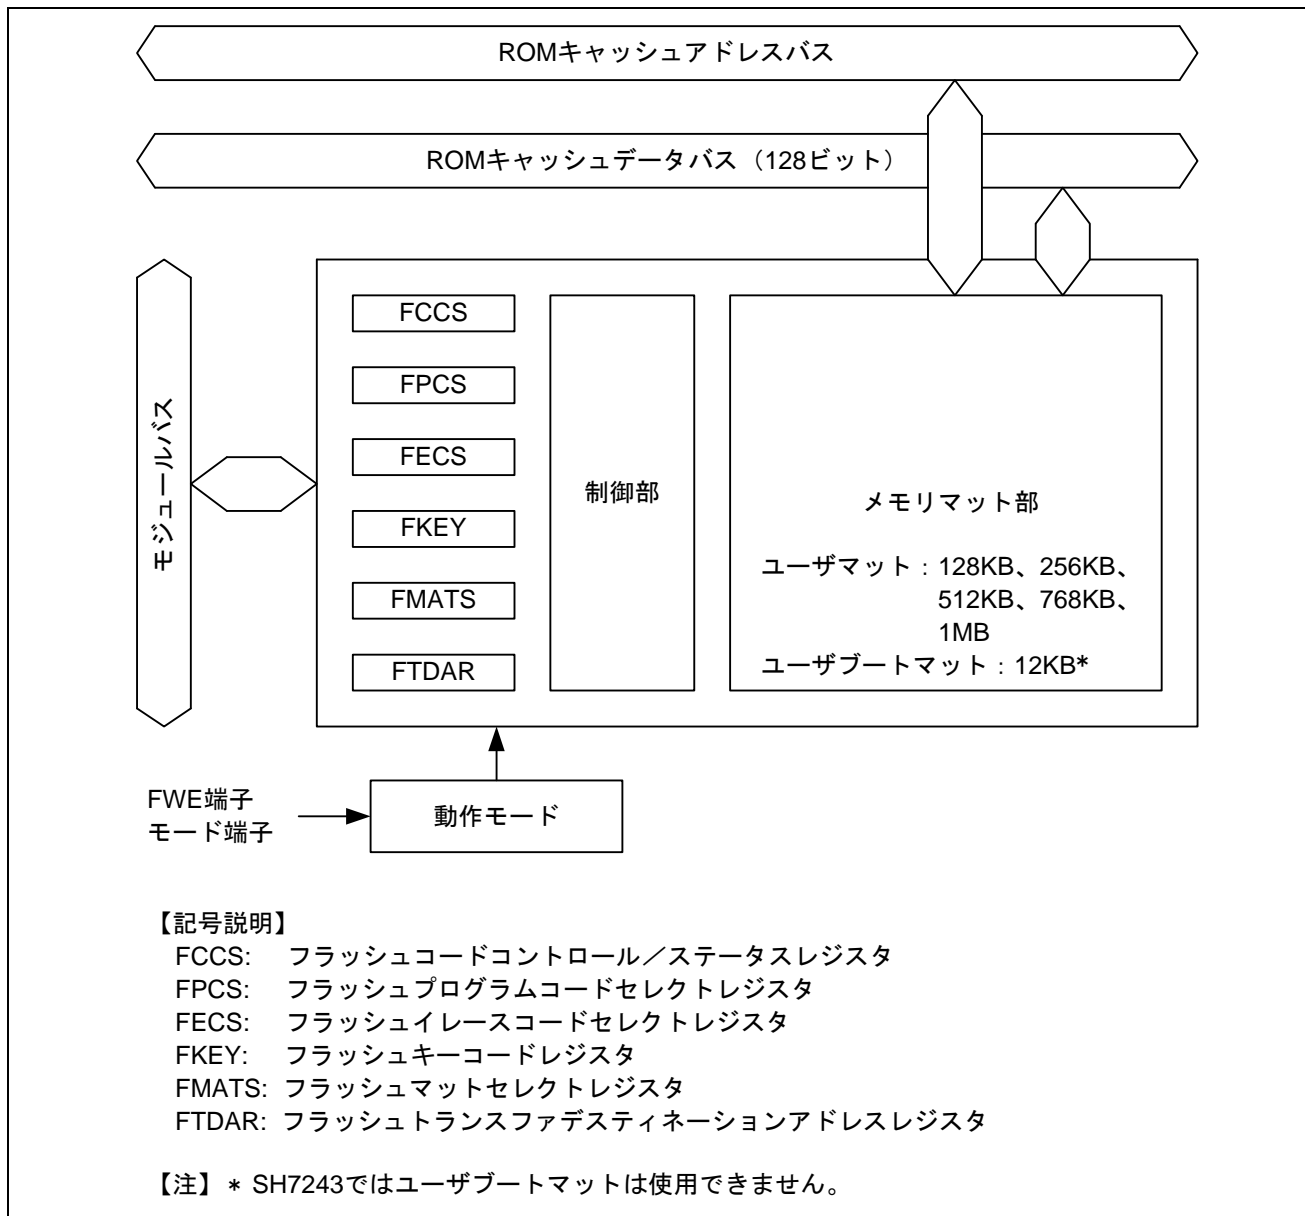 ROMキャッシュアドレスバス
ROMキャッシュデータバス（128ビット）
モジュールバス
FCCS
FPCS
FECS
FKEY
FMATS
FTDAR
制御部
メモリマット部
ユーザマット：128KB、256KB、
512KB、768KB、
1MB
ユーザブートマット：12KB*
FWE端子
モード端子
動作モード
【記号説明】
FCCS: フラッシュコードコントロール／ステータスレジスタ
FPCS: フラッシュプログラムコードセレクトレジスタ
FECS: フラッシュイレースコードセレクトレジスタ
FKEY: フラッシュキーコードレジスタ
FMATS: フラッシュマットセレクトレジスタ
FTDAR: フラッシュトランスファデスティネーションアドレスレジスタ
【注】* SH7243ではユーザブートマットは使用できません。